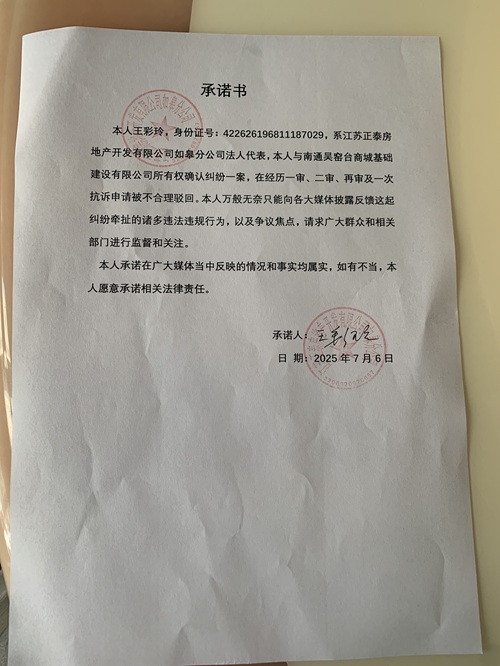 承诺书
本人王彩玲，身份证号：422626196811187029，系江苏正泰房
地产开发有限公司如皋分公司法人代表，本人与南通吴窑台商城基础
建设有限公司所有权确认纠纷一案，在经历一审、二审、再审及一次
抗诉申请被不合理驳回。本人万般无奈只能向各大媒体披露反馈这起
纠纷牵扯的诸多违法违规行为，以及争议焦点，请求广大群众和相关
部门进行监督和关注。
本人承诺在广大媒体当中反映的情况和事实均属实，如有不当，本
人愿意承诺相关法律责任。
承诺人：王彩玲
日 期：2025 年 7 月 6 日